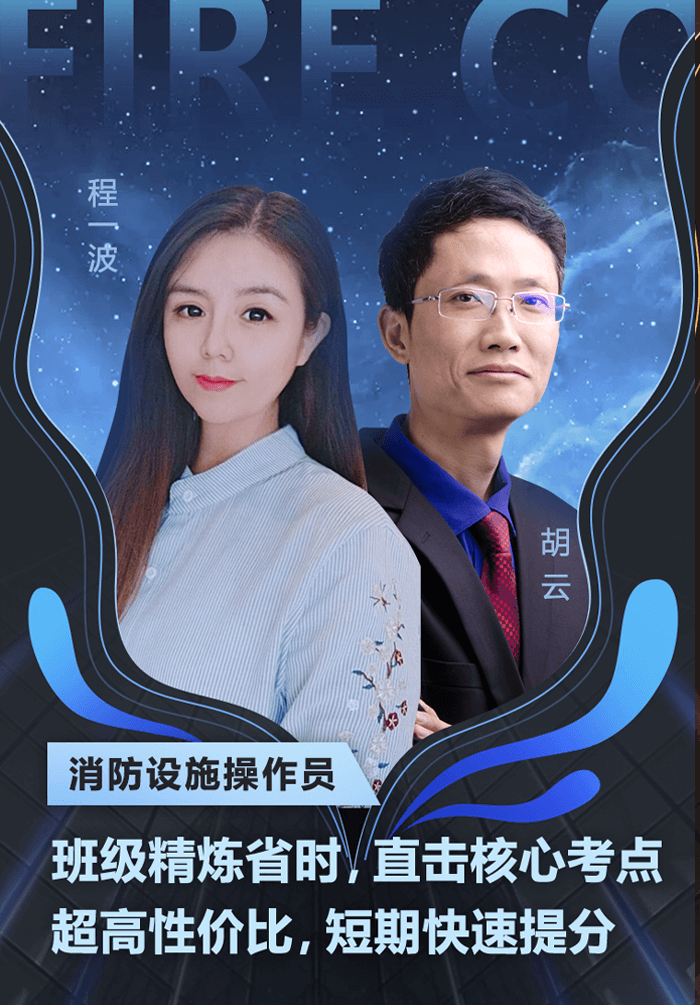 FIRE CO
程一波
胡云
消防设施操作员
班级精炼省时，直击核心考点
超高性价比，短期快速提分